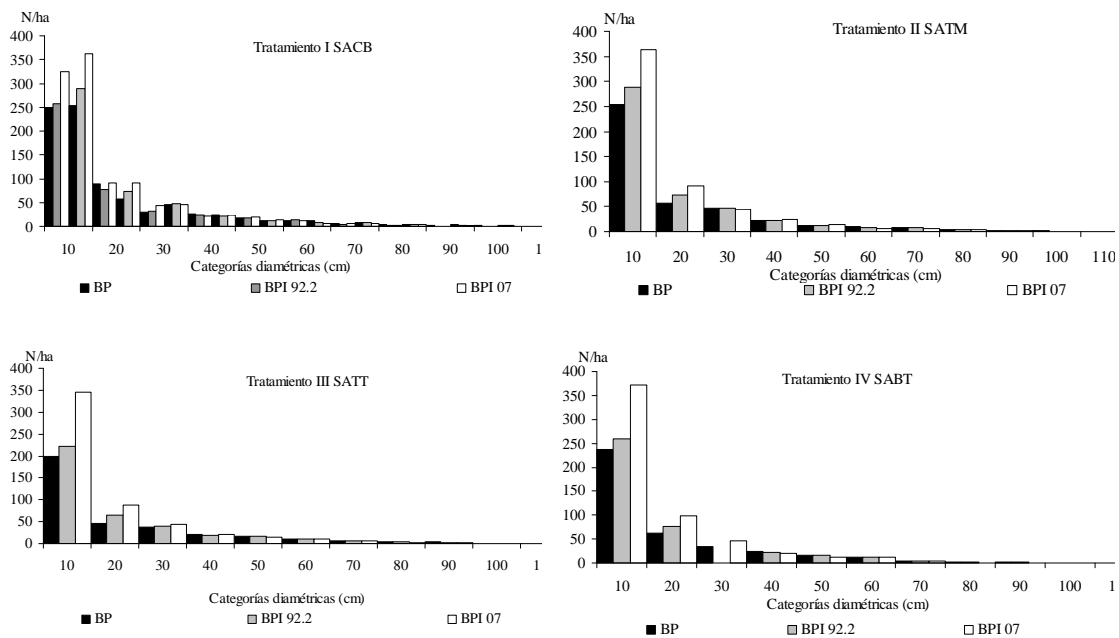 N/ha
Tratamiento I SACB
400
350
300
250
200
150
100
50
0
10 20 30 40 50 60 70 80 90 100 1
Categorías diamétricas (cm)
BP BPI 92.2 BPI 07
Tratamiento II SATM
400
350
300
250
200
150
100
50
0
10 20 30 40 50 60 70 80 90 100 110
Categorías diamétricas (cm)
BP BPI 92.2 BPI 07
N/ha
Tratamiento III SATT
400
350
300
250
200
150
100
50
0
10 20 30 40 50 60 70 80 90 100 1
Categorías diamétricas (cm)
BP BPI 92.2 BPI 07
N/ha
Tratamiento IV SABT
400
350
300
250
200
150
100
50
0
10 20 30 40 50 60 70 80 90 100 1
Categorías diamétricas (cm)
BP BPI 92.2 BPI 07